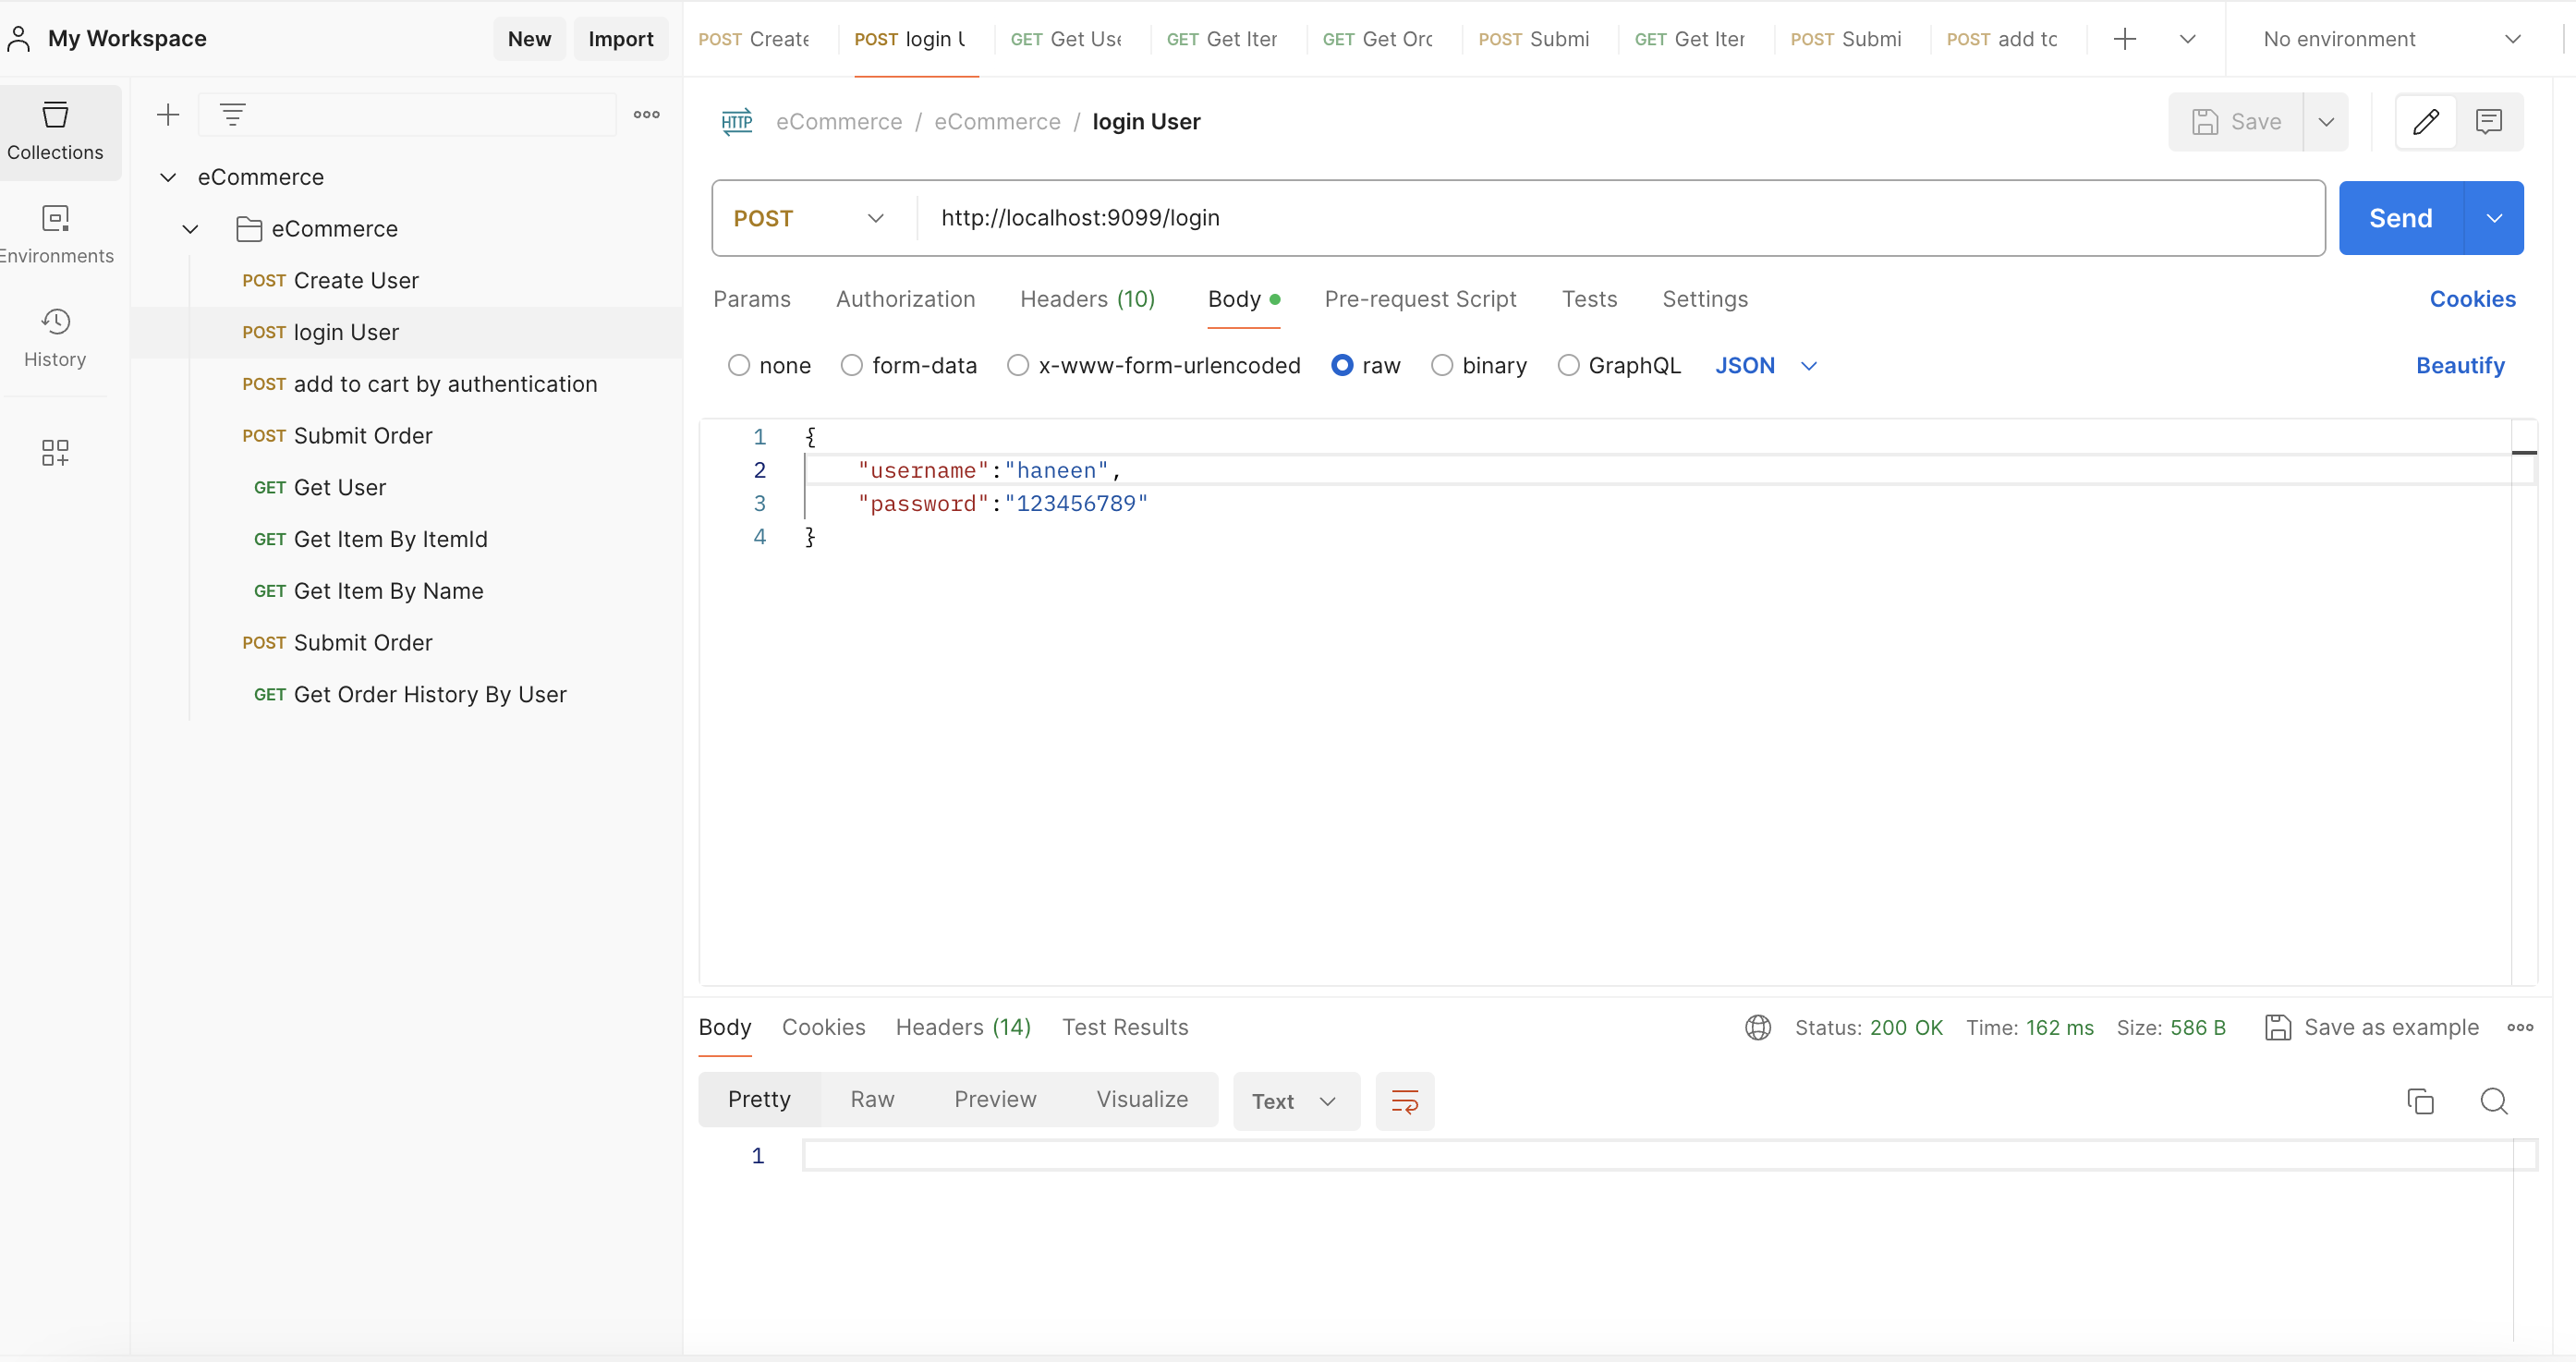 My Workspace
New
Import
POST Create
POST login U
GET Get Use
GET Get Iter
GET Get Orc
POST Submi
GET Get Iter
POST Submi
POST add to
No environment
Collections
Environments
History
eCommerce
eCommerce
POST Create User
POST login User
POST add to cart by authentication
POST Submit Order
GET Get User
GET Get Item By ItemId
GET Get Item By Name
POST Submit Order
GET Get Order History By User
HTTP eCommerce / eCommerce / login User
Save
POST http://localhost:9099/login
Send
Params Authorization Headers (10) Body Pre-request Script Tests Settings
Cookies
none form-data x-www-form-urlencoded raw binary GraphQL JSON
Beautify
1 {
2 "username":"haneen",
3 "password":"123456789"
4 }
Body Cookies Headers (14) Test Results
Status: 200 OK Time: 162 ms Size: 586 B Save as example
Pretty Raw Preview Visualize Text
1